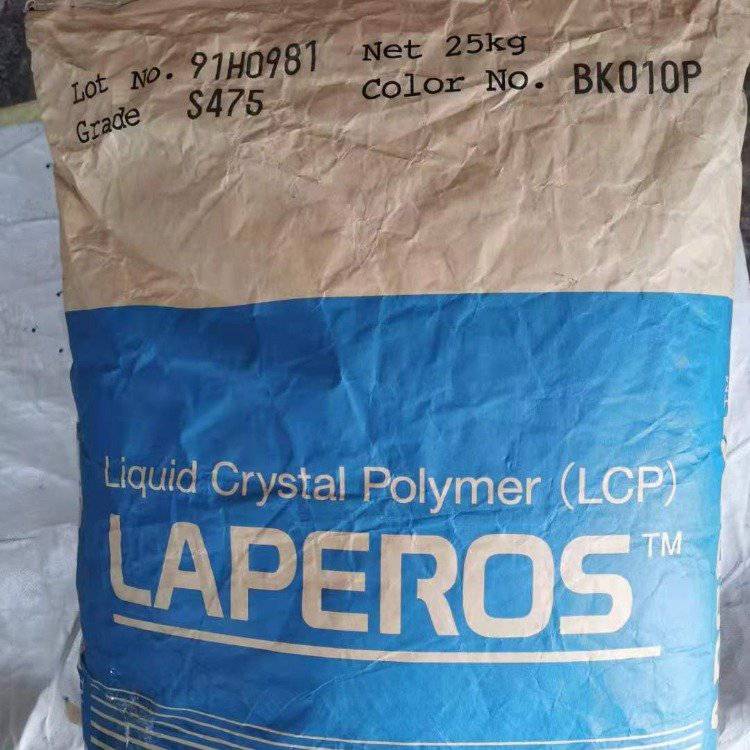 Lot No. 91H0981 Net 25kg
Grade S475 Color No. BK010P
Liquid Crystal Polymer (LCP)
LAPEROS™